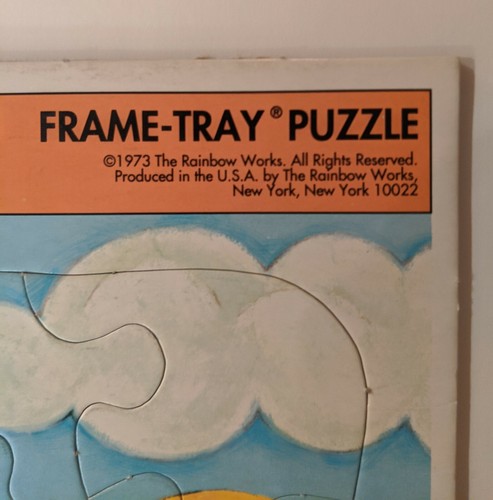 FRAME-TRAY® PUZZLE
©1973 The Rainbow Works. All Rights Reserved.
Produced in the U.S.A. by The Rainbow Works,
New York, New York 10022